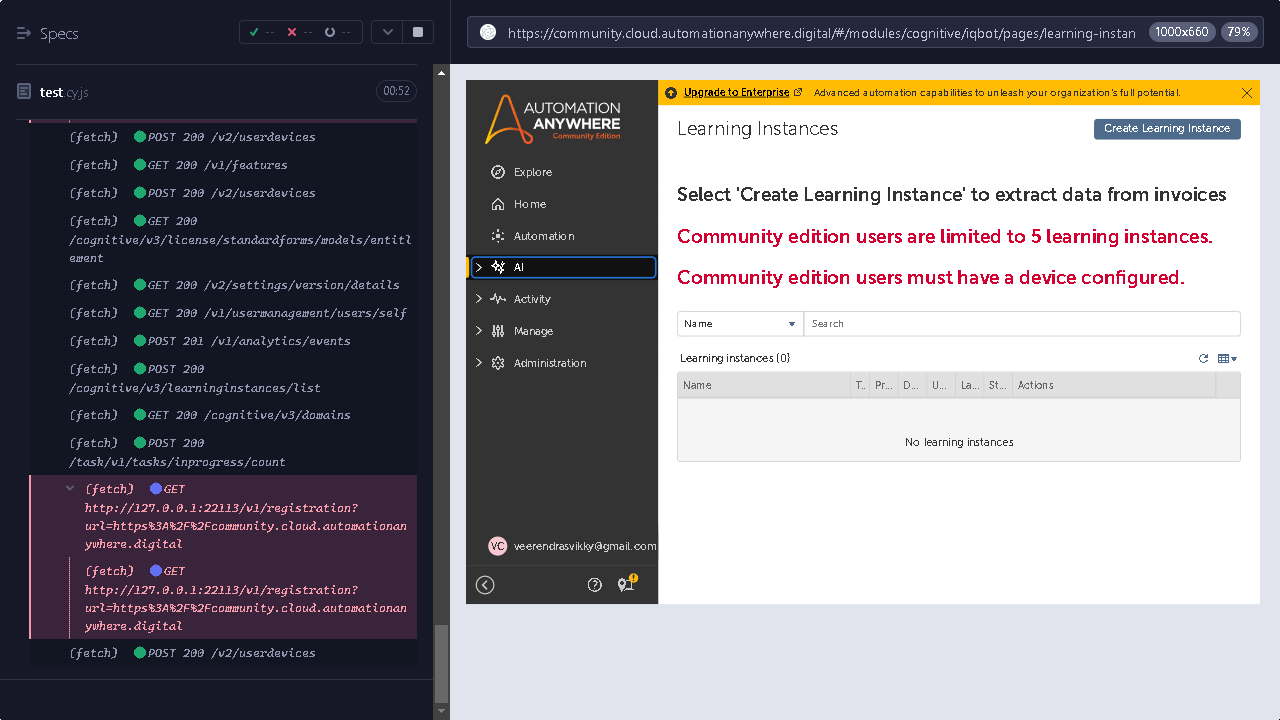 Specs
✓ --
✕ --
--
https://community.cloud.automationanywhere.digital/#/modules/cognitive/iqbot/pages/learning-instan
1000x660
79%
test.cy.js
00:52
(fetch) POST 200 /v2/userdevices
(fetch) GET 200 /v1/features
(fetch) POST 200 /v2/userdevices
(fetch) GET 200
/cognitive/v3/license/standardforms/models/entitl
ement
(fetch) GET 200 /v2/settings/version/details
(fetch) GET 200 /v1/usermanagement/users/self
(fetch) POST 201 /v1/analytics/events
(fetch) POST 200
/cognitive/v3/learninginstances/list
(fetch) GET 200 /cognitive/v3/domains
(fetch) POST 200
/task/v1/tasks/inprogress/count
(fetch) GET
http://127.0.0.1:22113/v1/registration?
url=https%3A%2F%2Fcommunity.cloud.automationan
ywhere.digital
(fetch) GET
http://127.0.0.1:22113/v1/registration?
url=https%3A%2F%2Fcommunity.cloud.automationan
ywhere.digital
(fetch) POST 200 /v2/userdevices
AUTOMATION
ANYWHERE
Community Edition
Explore
Home
Automation
AI
Activity
Manage
Administration
VC veerendrasvikky@gmail.com
Upgrade to Enterprise Advanced automation capabilities to unleash your organization's full potential.
Learning Instances
Create Learning Instance
Select 'Create Learning Instance' to extract data from invoices
Community edition users are limited to 5 learning instances.
Community edition users must have a device configured.
Name
Search
Learning instances (0)
Name T.. Pr... D... U... La... St... Actions
No learning instances